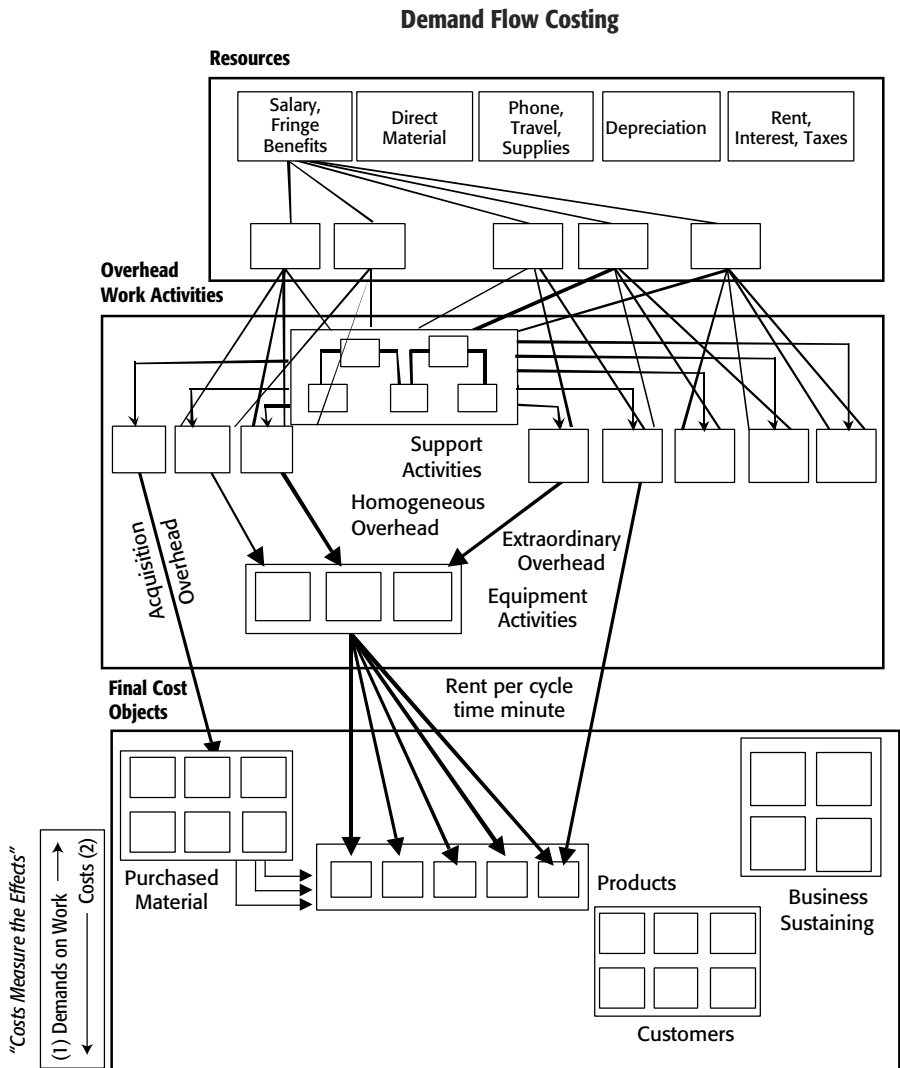 Demand Flow Costing
Resources
Salary,
Fringe
Benefits
Direct
Material
Phone,
Travel,
Supplies
Depreciation
Rent,
Interest, Taxes
Overhead
Work Activities
Support
Activities
Homogeneous
Overhead
Extraordinary
Overhead
Acquisition
Overhead
Equipment
Activities
Rent per cycle
time minute
Final Cost
Objects
Purchased
Material
Products
Business
Sustaining
Customers
"Costs Measure the Effects"
(1) Demands on Work
Costs (2)